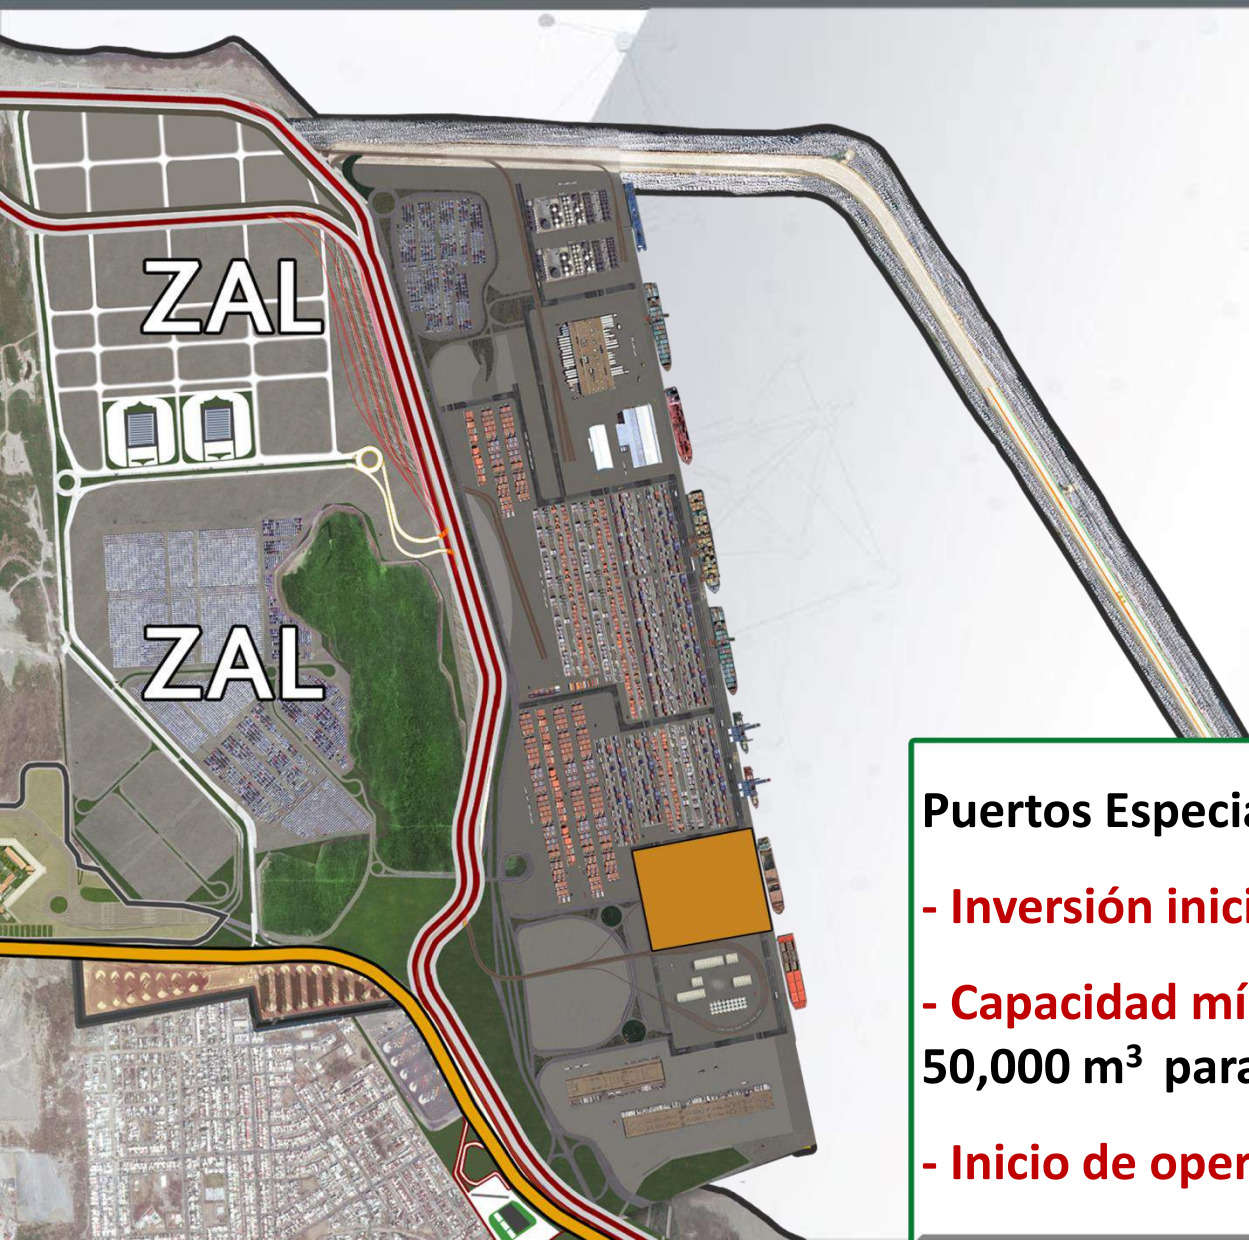 ZAL
ZAL
Puertos Especia
- Inversión inici
- Capacidad mí
50,000 m³ para
- Inicio de oper